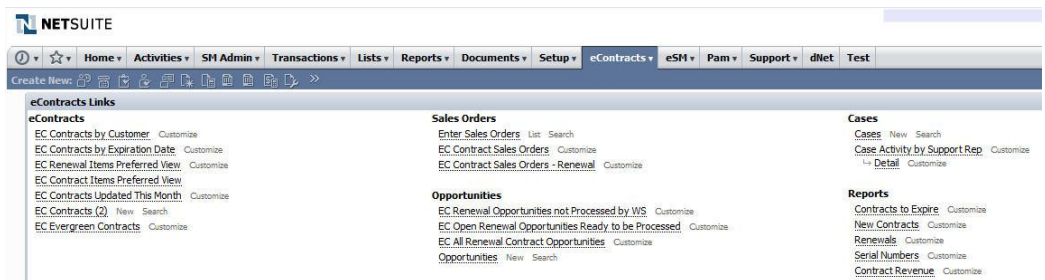 NETSUITE
Home Activities SM Admin Transactions Lists Reports Documents Setup eContracts eSM Pam Support dNet Test
Create New: »
eContracts Links
eContracts
EC Contracts by Customer Customize
EC Contracts by Expiration Date Customize
EC Renewal Items Preferred View Customize
EC Contract Items Preferred View
EC Contracts Updated This Month Customize
EC Contracts (2) New Search
EC Evergreen Contracts Customize
Sales Orders
Enter Sales Orders List Search
EC Contract Sales Orders Customize
EC Contract Sales Orders - Renewal Customize
Opportunities
EC Renewal Opportunities not Processed by WS Customize
EC Open Renewal Opportunities Ready to be Processed Customize
EC All Renewal Contract Opportunities Customize
Opportunities New Search
Cases
Cases New Search
Case Activity by Support Rep Customize
Detail Customize
Reports
Contracts to Expire Customize
New Contracts Customize
Renewals Customize
Serial Numbers Customize
Contract Revenue Customize